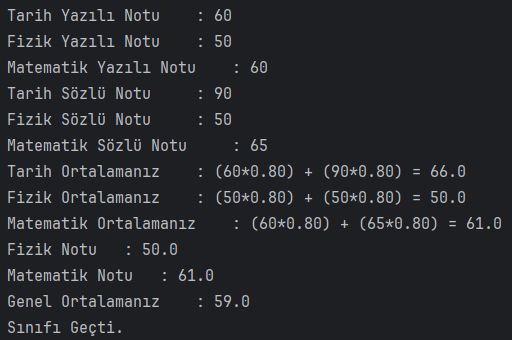 Tarih Yazılı Notu    : 60
Fizik Yazılı Notu    : 50
Matematik Yazılı Notu    : 60
Tarih Sözlü Notu     : 90
Fizik Sözlü Notu     : 50
Matematik Sözlü Notu     : 65
Tarih Ortalamanız    : (60*0.80) + (90*0.80) = 66.0
Fizik Ortalamanız    : (50*0.80) + (50*0.80) = 50.0
Matematik Ortalamanız    : (60*0.80) + (65*0.80) = 61.0
Fizik Notu   : 50.0
Matematik Notu   : 61.0
Genel Ortalamanız    : 59.0
Sınıfı Geçti.